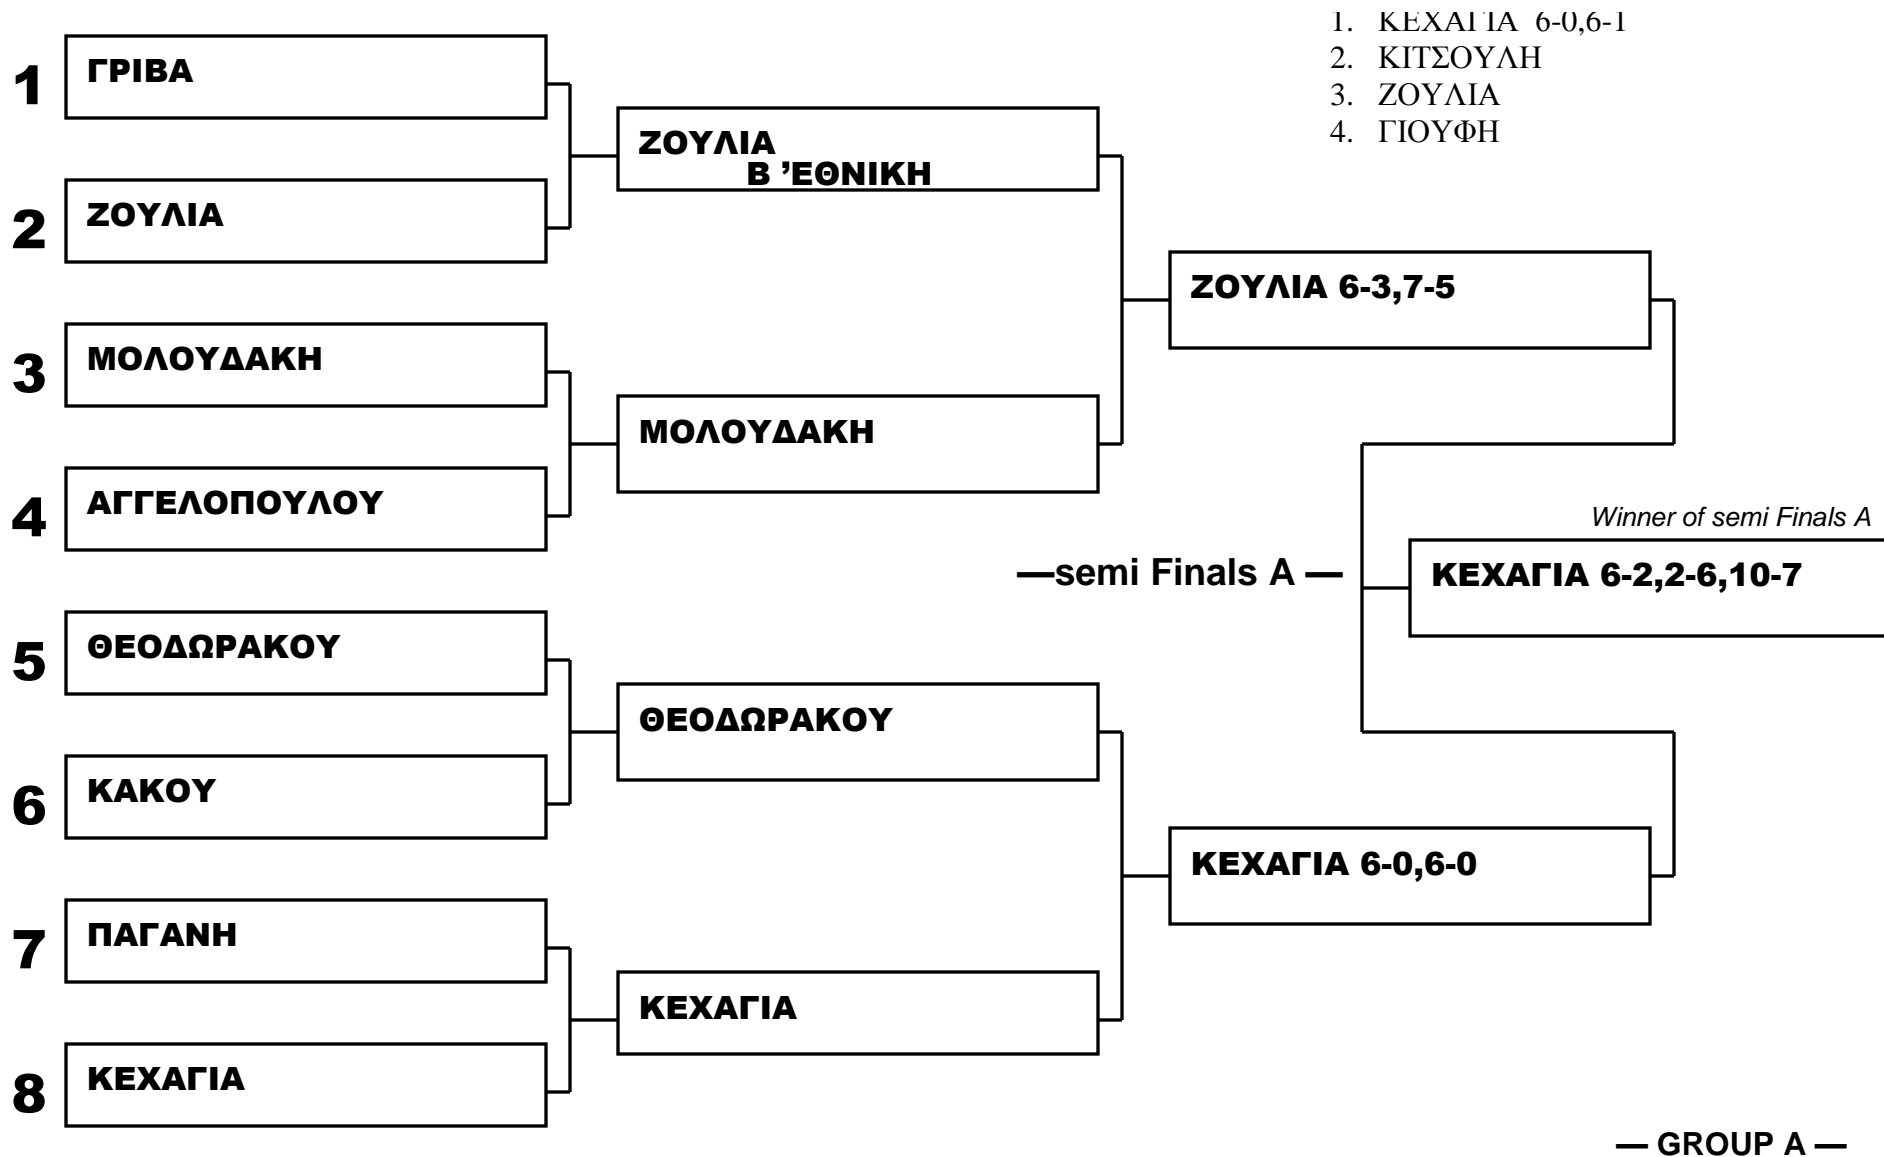 1. ΚΕΧΑΓΙΑ 6-0,6-1
2. ΚΙΤΣΟΥΛΗ
3. ΖΟΥΛΙΑ
4. ΓΙΟΥΦΗ
1 ΓΡΙΒΑ
2 ΖΟΥΛΙΑ
3 ΜΟΛΟΥΔΑΚΗ
4 ΑΓΓΕΛΟΠΟΥΛΟΥ
5 ΘΕΟΔΩΡΑΚΟΥ
6 ΚΑΚΟΥ
7 ΠΑΓΑΝΗ
8 ΚΕΧΑΓΙΑ
ΖΟΥΛΙΑ
Β ’ΕΘΝΙΚΗ
ΜΟΛΟΥΔΑΚΗ
ΘΕΟΔΩΡΑΚΟΥ
ΚΕΧΑΓΙΑ
ΖΟΥΛΙΑ 6-3,7-5
ΚΕΧΑΓΙΑ 6-0,6-0
—semi Finals A —
Winner of semi Finals A
ΚΕΧΑΓΙΑ 6-2,2-6,10-7
— GROUP A —